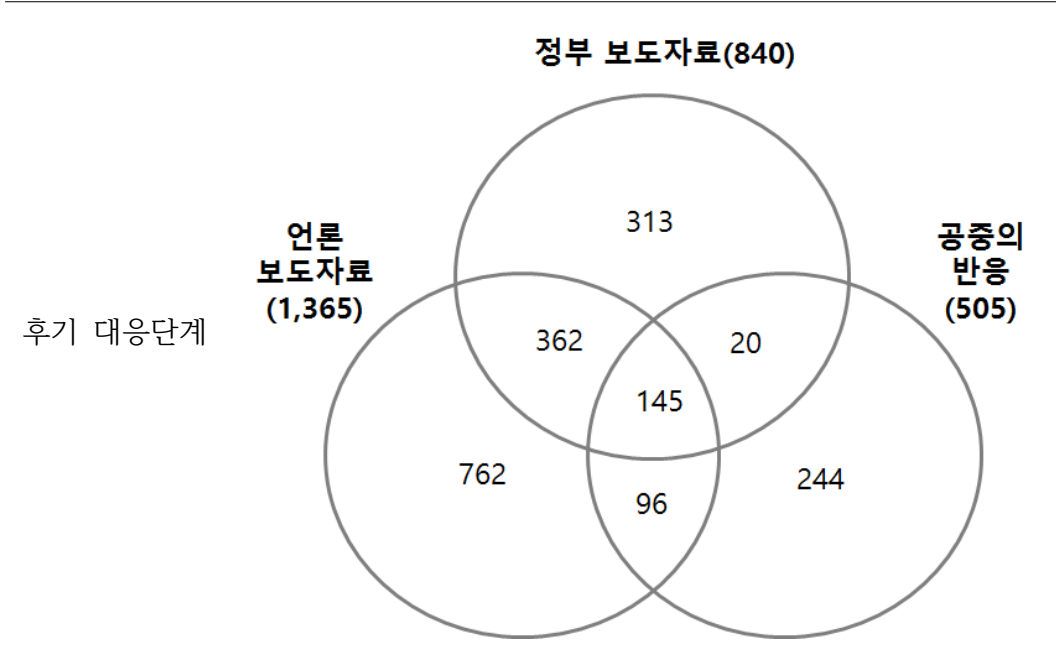 정부 보도자료(840)
313
언론
보도자료
(1,365)
공중의
반응
(505)
후기 대응단계
362
20
145
762
244
96